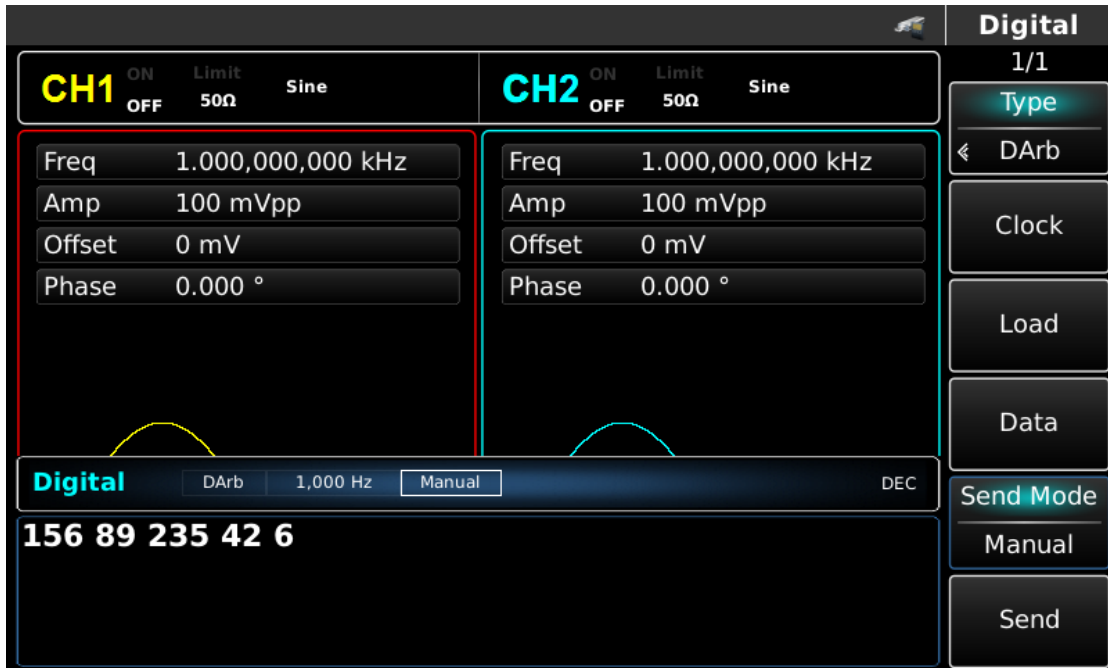 Digital
1/1
CH1 ON OFF Limit 50Ω Sine
CH2 ON OFF Limit 50Ω Sine
Freq 1.000,000,000 kHz
Amp 100 mVpp
Offset 0 mV
Phase 0.000 °
Freq 1.000,000,000 kHz
Amp 100 mVpp
Offset 0 mV
Phase 0.000 °
Digital DArb 1,000 Hz Manual DEC
156 89 235 42 6
Type
DArb
Clock
Load
Data
Send Mode
Manual
Send